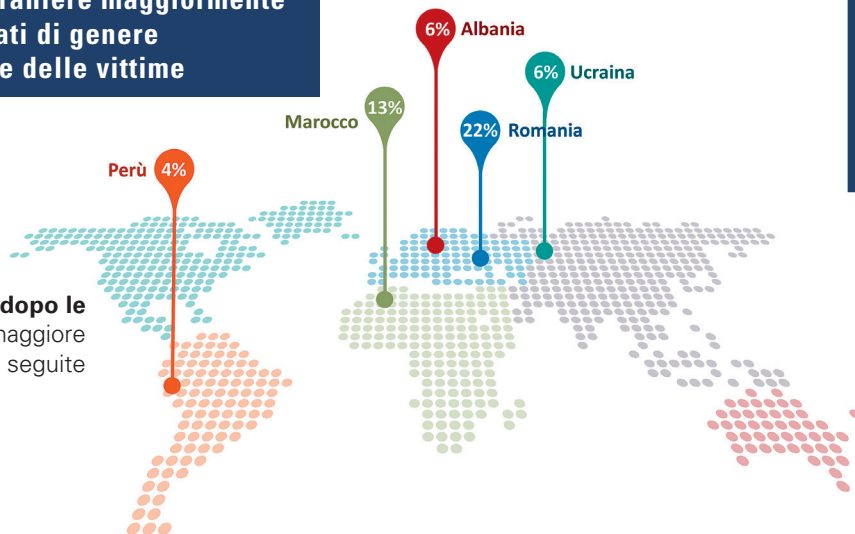 raniere maggiormente
ati di genere
e delle vittime
6% Albania
6% Ucraina
13%
Marocco
22% Romania
Perù 4%
dopo le
maggiore
seguite